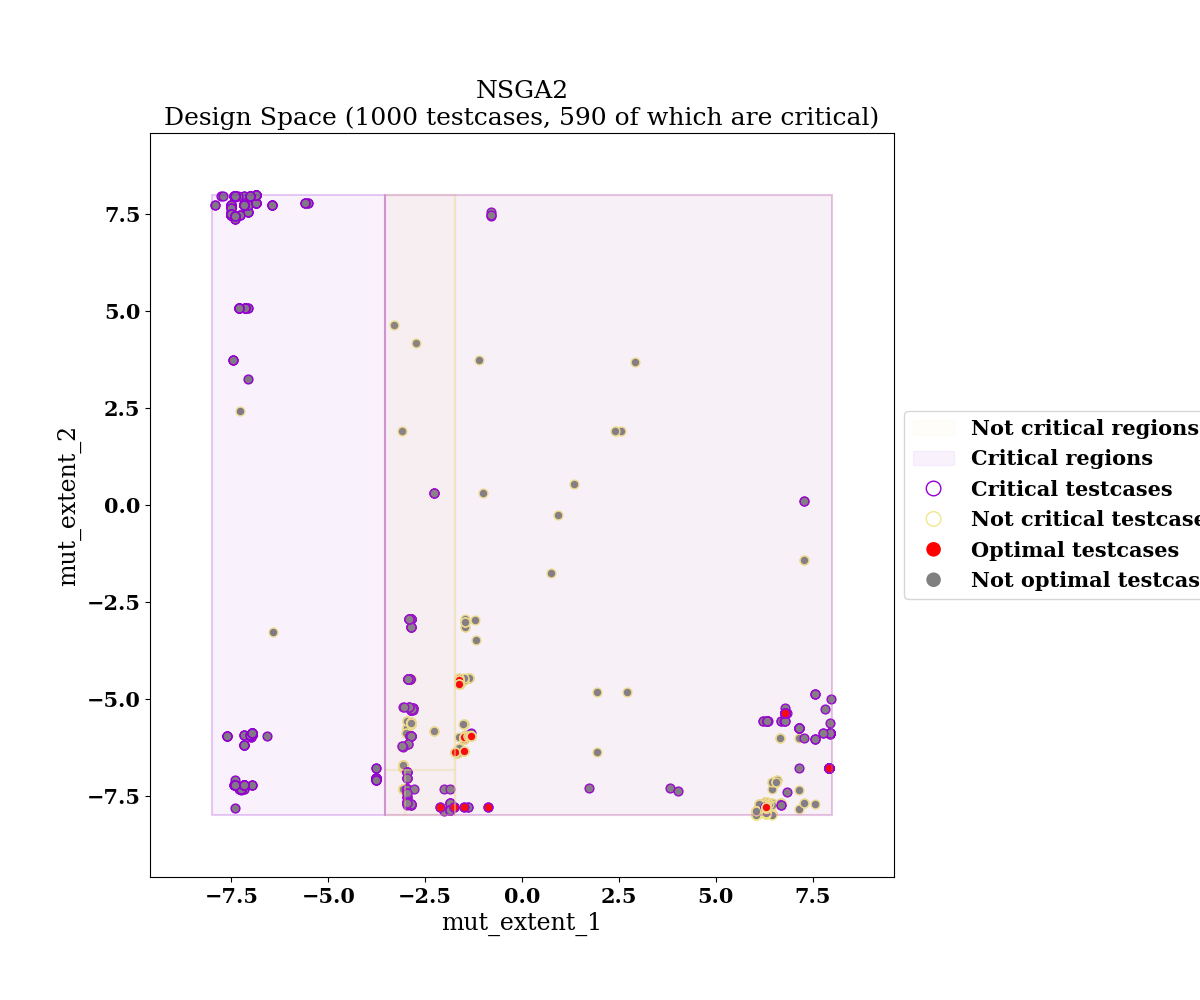 NSGA2
Design Space (1000 testcases, 590 of which are critical)
mut_extent_2
7.5
5.0
2.5
0.0
−2.5
−5.0
−7.5
−7.5 −5.0 −2.5 0.0 2.5 5.0 7.5
mut_extent_1
Not critical regions
Critical regions
Critical testcases
Not critical testcase
Optimal testcases
Not optimal testcas